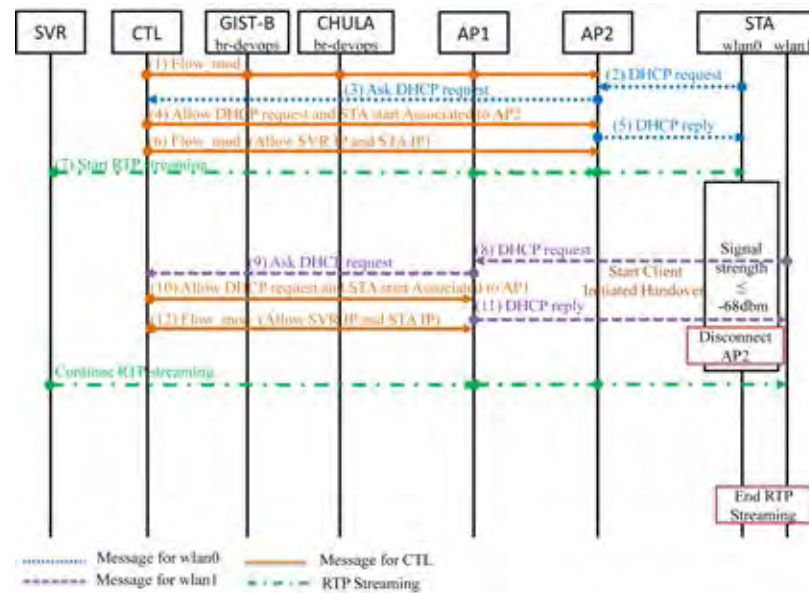 SVR
CTL
GIST-B
br-devops
CHULA
br-devops
AP1
AP2
STA
wlan0 wlan1
(1) Flow_mod
(2) DHCP request
(3) Ask DHCP request
(4) Allow DHCP request and STA start Associated to AP2
(5) DHCP reply
(6) Flow_mod (Allow SVR IP and STA IP)
(7) Start RTP streaming
(8) DHCP request
(9) Ask DHCP request
Signal
strength
≤
-68dbm
Start Client
Initiated Handover
(10) Allow DHCP request and STA start Associated to AP1
(11) DHCP reply
(12) Flow_mod (Allow SVR IP and STA IP)
Disconnect
AP2
Continue RTP streaming
End RTP
Streaming
Message for wlan0
Message for CTL
Message for wlan1
RTP Streaming